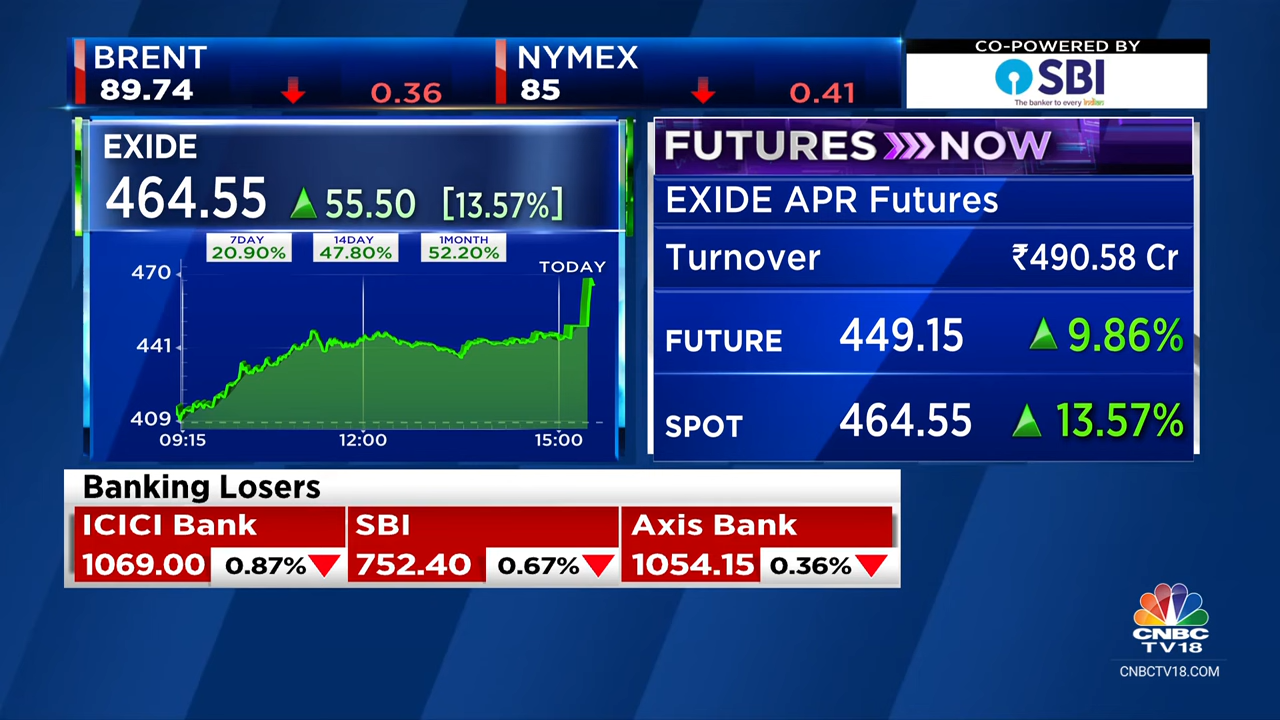 BRENT
89.74 0.36
NYMEX
85 0.41
CO-POWERED BY
SBI
The banker to every Indian
EXIDE
464.55 55.50 [13.57%]
7DAY 14DAY 1MONTH
20.90% 47.80% 52.20%
TODAY
470
441
409
09:15 12:00 15:00
FUTURES NOW
EXIDE APR Futures
Turnover ₹490.58 Cr
FUTURE 449.15 9.86%
SPOT 464.55 13.57%
Banking Losers
ICICI Bank SBI Axis Bank
1069.00 0.87% 752.40 0.67% 1054.15 0.36%
CNBC
TV18
CNBCTV18.COM